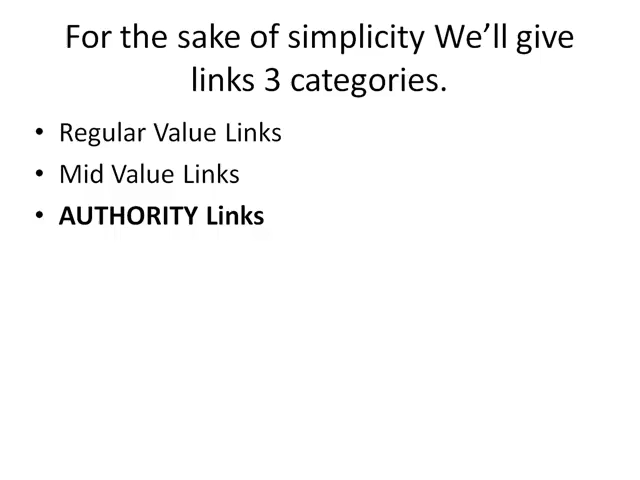 For the sake of simplicity We’ll give
links 3 categories.
• Regular Value Links
• Mid Value Links
• AUTHORITY Links